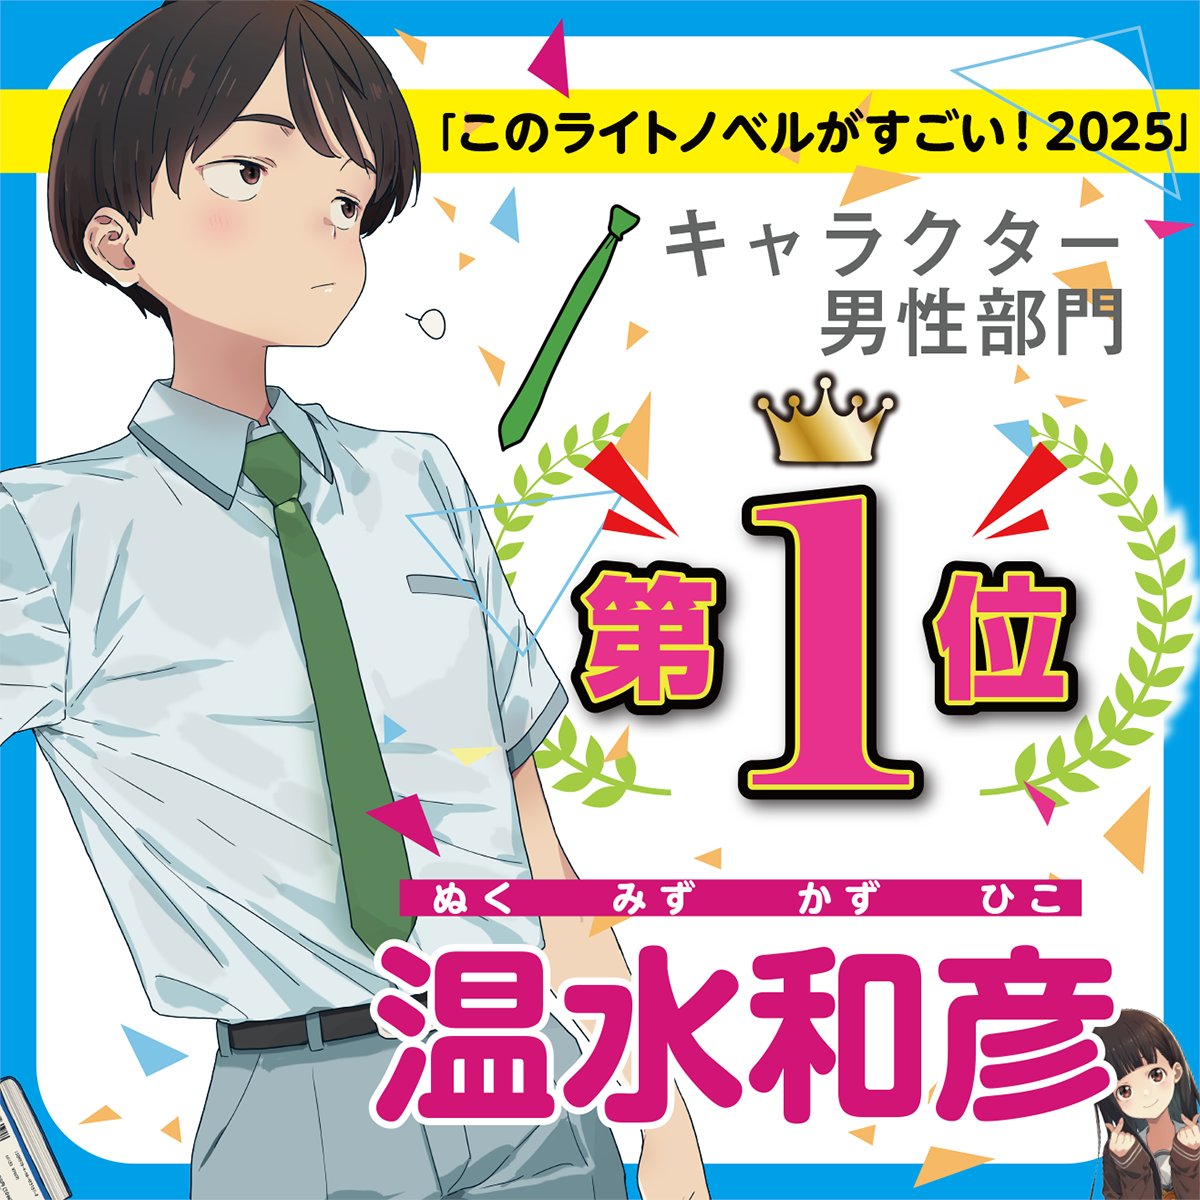 「このライトノベルがすごい！2025」
キャラクター
男性部門
第1位
ぬくみずかずひこ
温水和彦